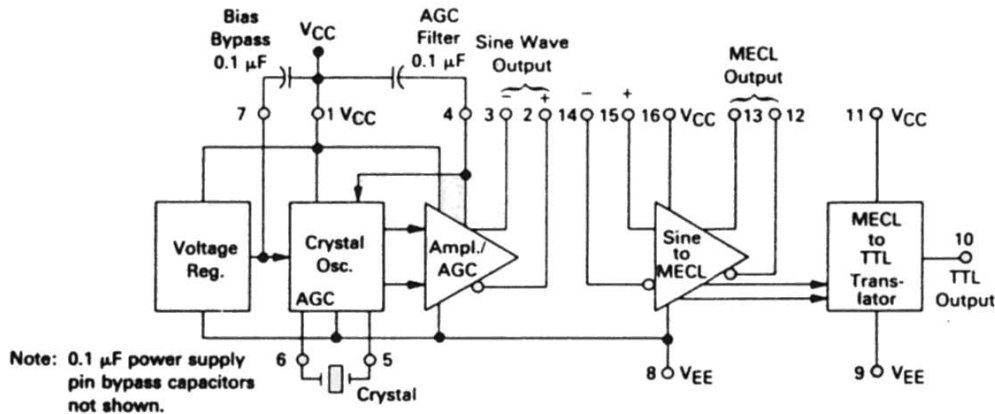 Bias
Bypass
0.1 µF
VCC
AGC
Filter
0.1 µF
Sine Wave
Output
MECL
Output
7
1 VCC
4
3
−
2
+
14
−
15
+
16
VCC
13
12
11
VCC
Voltage
Reg.
Crystal
Osc.
AGC
Ampl./
AGC
Sine
to
MECL
MECL
to
TTL
Trans-
lator
10
TTL
Output
6
5
Crystal
8
VEE
9
VEE
Note: 0.1 µF power supply
pin bypass capacitors
not shown.